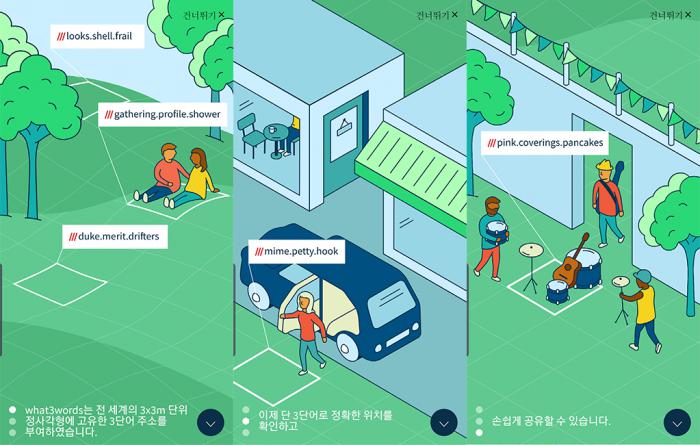 건너뛰기 ✕
///looks.shell.frail
///gathering.profile.shower
///duke.merit.drifters
what3words는 전 세계의 3x3m 단위
정사각형에 고유한 3단어 주소를
부여하였습니다.
건너뛰기 ✕
///mime.petty.hook
이제 단 3단어로 정확한 위치를
확인하고
건너뛰기 ✕
///pink.coverings.pancakes
손쉽게 공유할 수 있습니다.